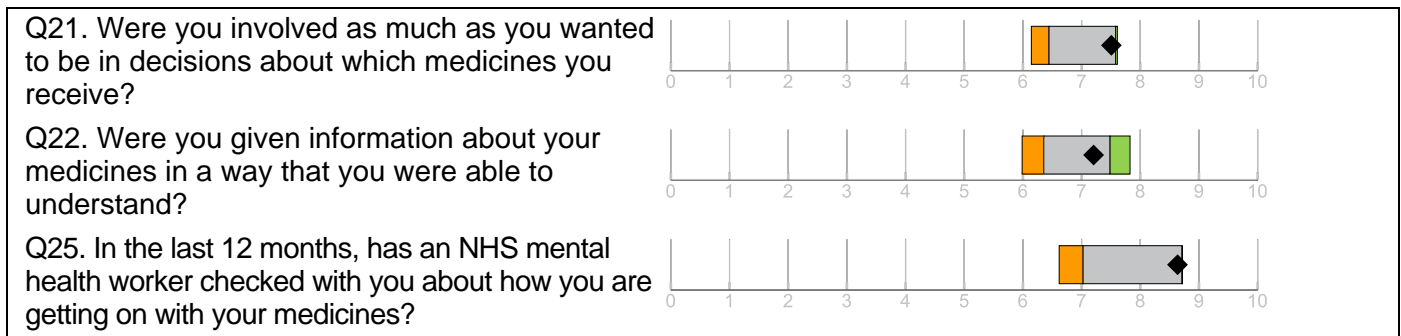 Q21. Were you involved as much as you wanted
to be in decisions about which medicines you
receive?
0 1 2 3 4 5 6 7 8 9 10
Q22. Were you given information about your
medicines in a way that you were able to
understand?
0 1 2 3 4 5 6 7 8 9 10
Q25. In the last 12 months, has an NHS mental
health worker checked with you about how you are
getting on with your medicines?
0 1 2 3 4 5 6 7 8 9 10